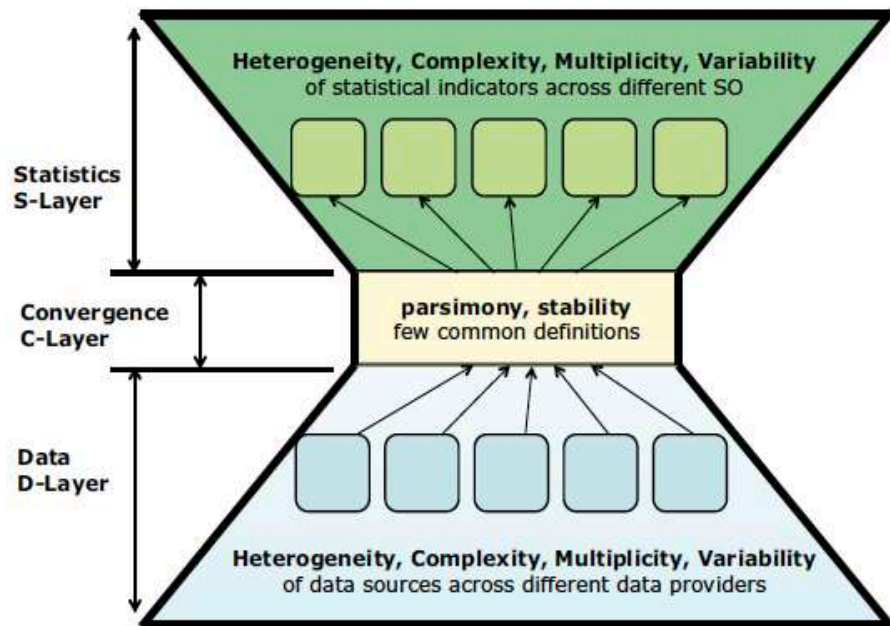 Heterogeneity, Complexity, Multiplicity, Variability
of statistical indicators across different SO
Statistics
S-Layer
Convergence
C-Layer
parsimony, stability
few common definitions
Data
D-Layer
Heterogeneity, Complexity, Multiplicity, Variability
of data sources across different data providers